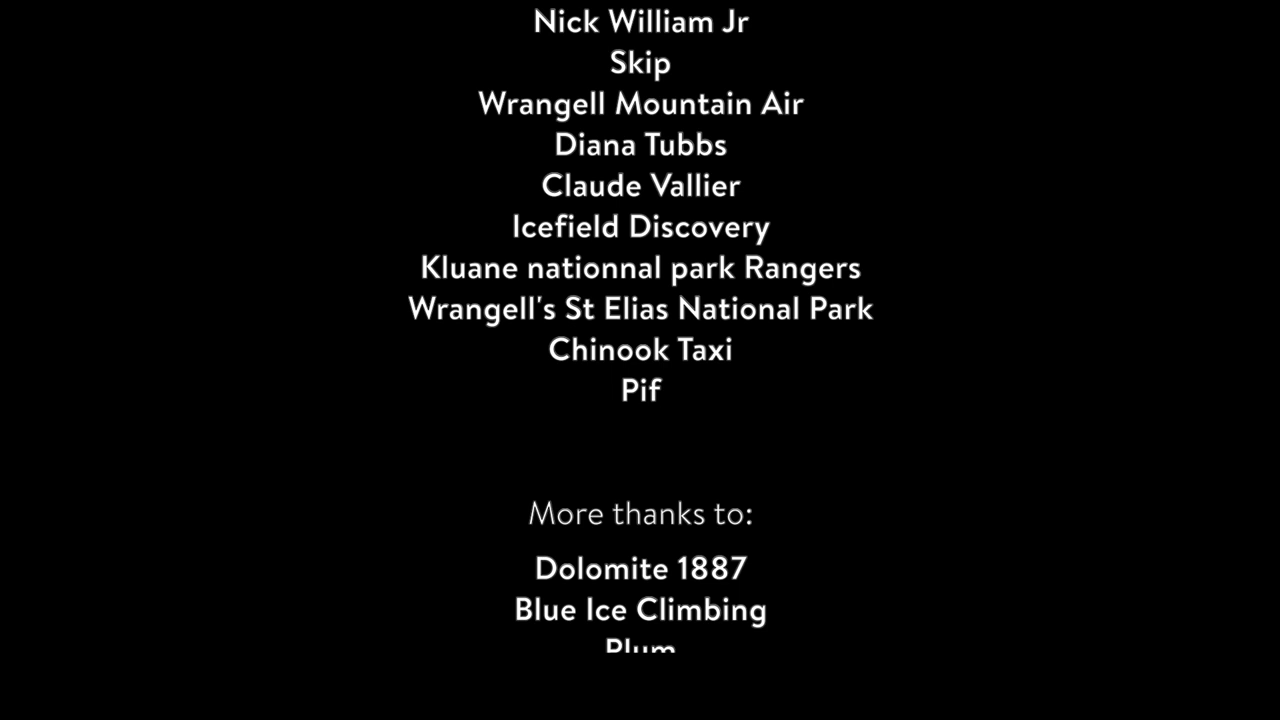 Nick William Jr
Skip
Wrangell Mountain Air
Diana Tubbs
Claude Vallier
Icefield Discovery
Kluane nationnal park Rangers
Wrangell's St Elias National Park
Chinook Taxi
Pif
More thanks to:
Dolomite 1887
Blue Ice Climbing
Plum